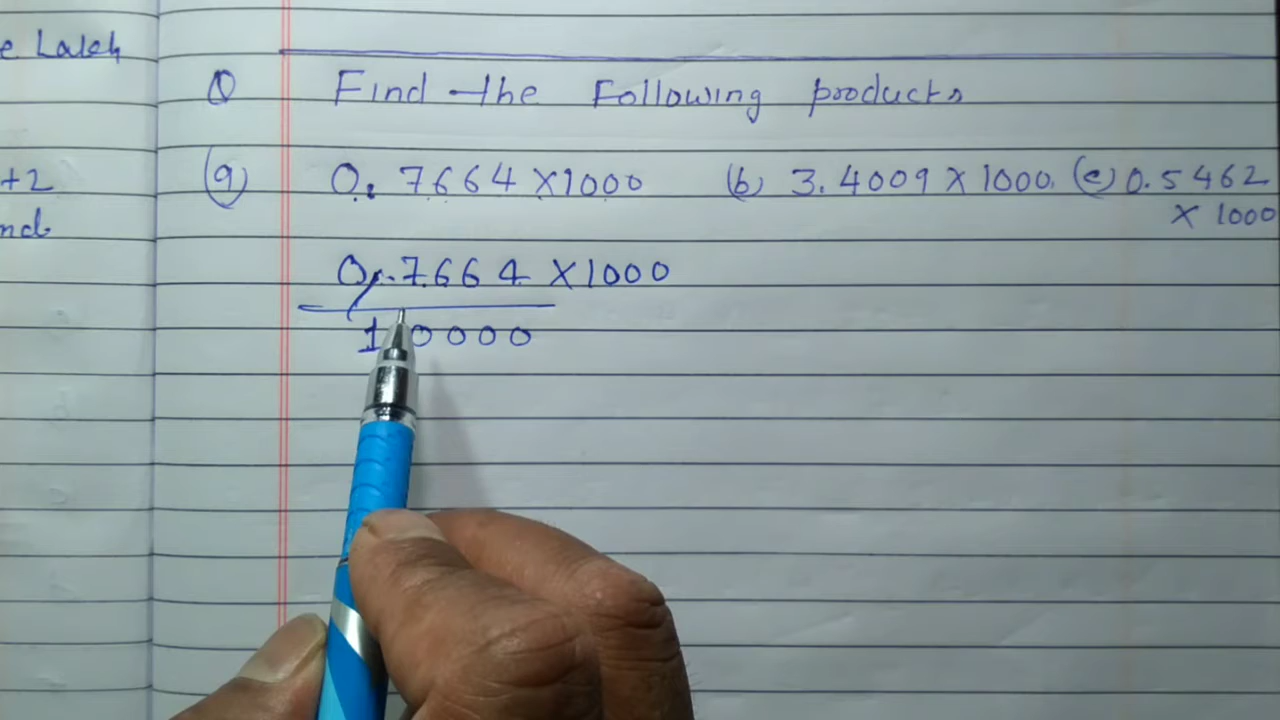 e Lakh
Q Find the Following products
+2
(a) 0.7664 X1000 (b) 3.4009 X 1000 (c) 0.5462
X 1000
nd
0.7664 X1000
10000